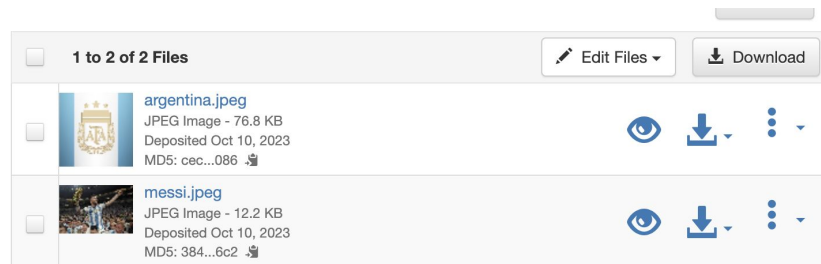 1 to 2 of 2 Files
Edit Files
Download
argentina.jpeg
JPEG Image - 76.8 KB
Deposited Oct 10, 2023
MD5: cec...086
messi.jpeg
JPEG Image - 12.2 KB
Deposited Oct 10, 2023
MD5: 384...6c2